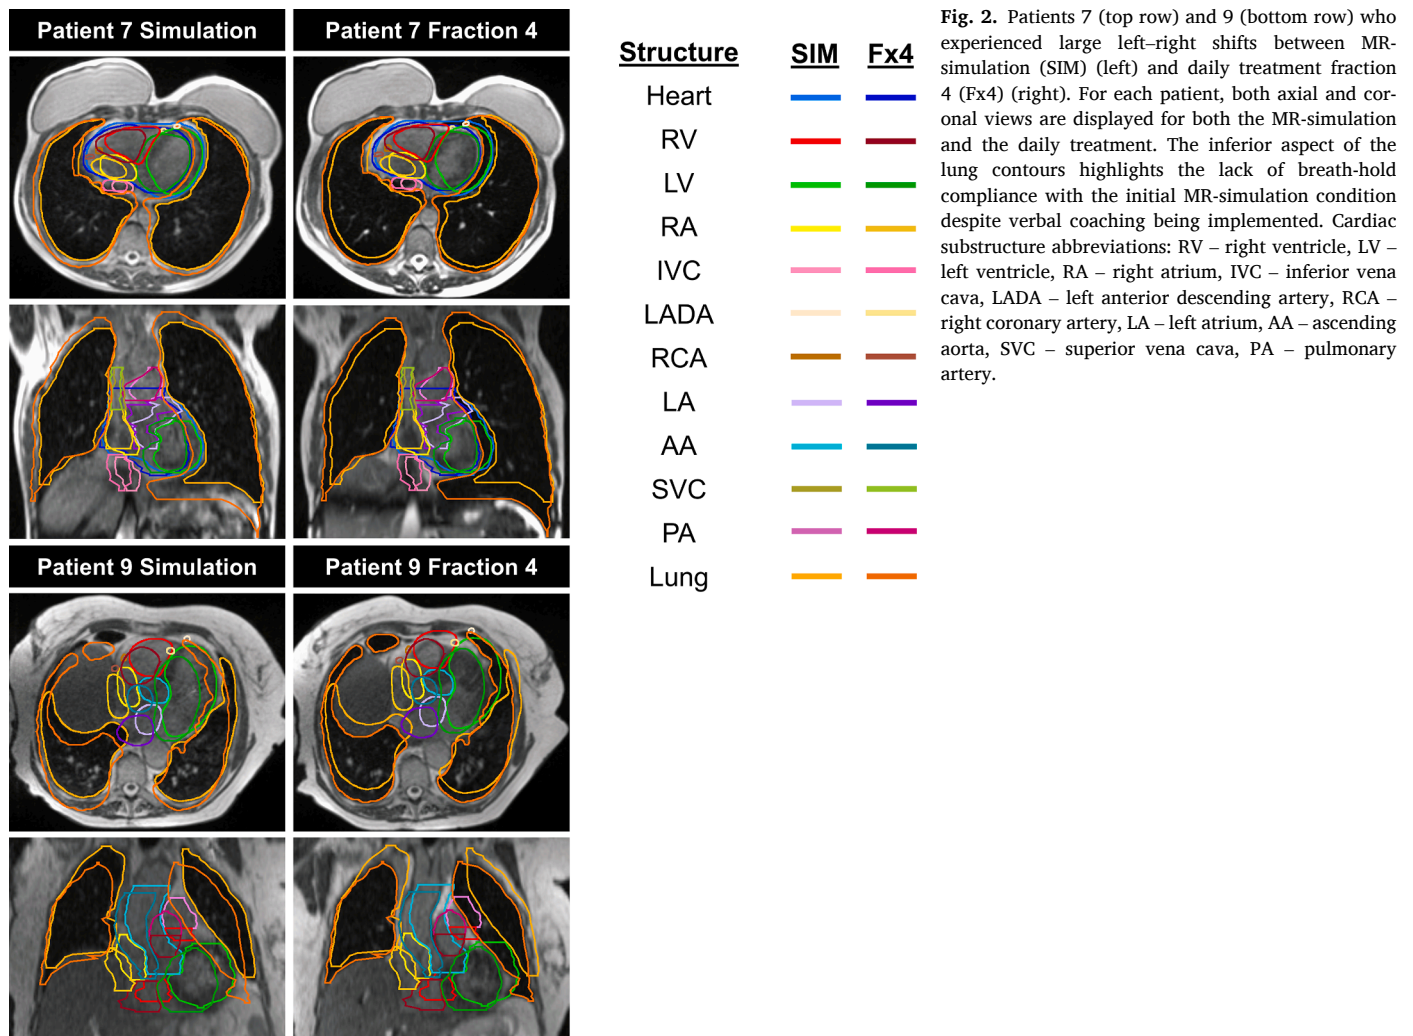 Patient 7 Simulation
Patient 7 Fraction 4
Patient 9 Simulation
Patient 9 Fraction 4
Structure SIM Fx4
Heart
RV
LV
RA
IVC
LADA
RCA
LA
AA
SVC
PA
Lung
Fig. 2. Patients 7 (top row) and 9 (bottom row) who
experienced large left–right shifts between MR-
simulation (SIM) (left) and daily treatment fraction
4 (Fx4) (right). For each patient, both axial and cor-
onal views are displayed for both the MR-simulation
and the daily treatment. The inferior aspect of the
lung contours highlights the lack of breath-hold
compliance with the initial MR-simulation condition
despite verbal coaching being implemented. Cardiac
substructure abbreviations: RV – right ventricle, LV –
left ventricle, RA – right atrium, IVC – inferior vena
cava, LADA – left anterior descending artery, RCA –
right coronary artery, LA – left atrium, AA – ascending
aorta, SVC – superior vena cava, PA – pulmonary
artery.